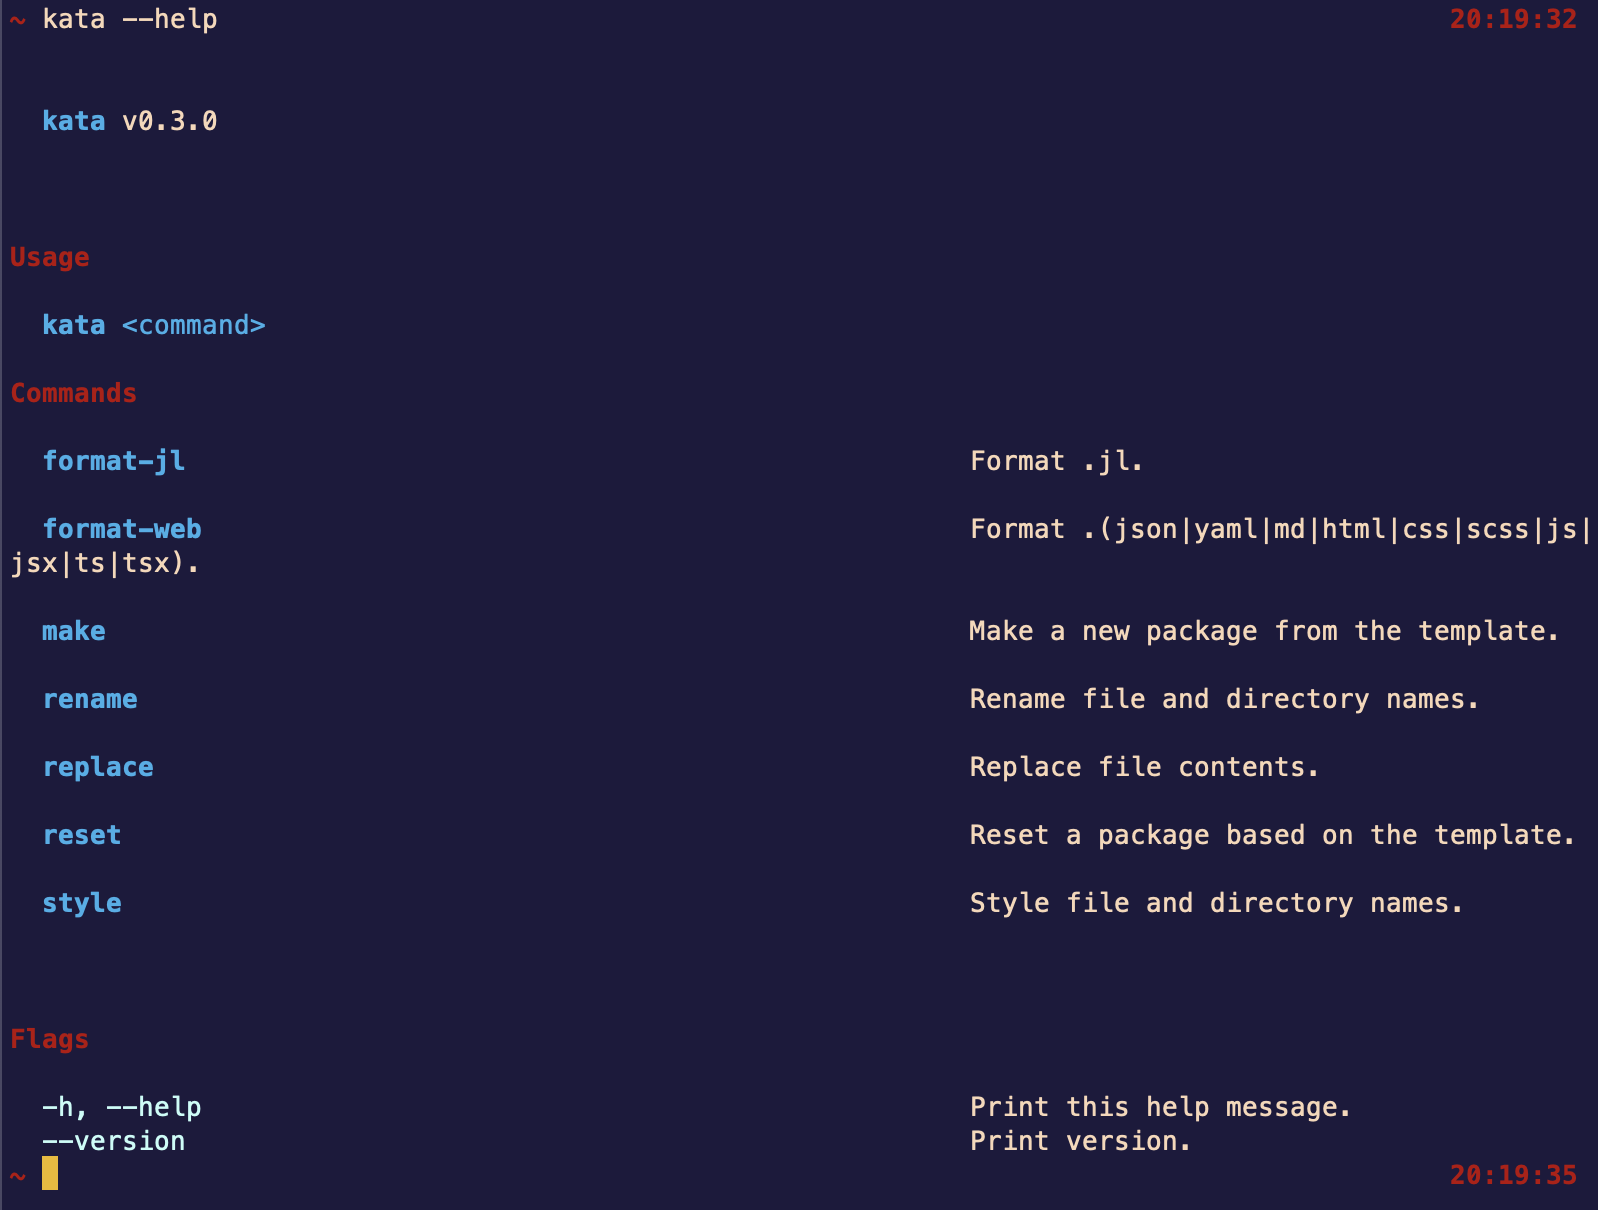 ~ kata --help 20:19:32
kata v0.3.0
Usage
kata <command>
Commands
format-jl Format .jl.
format-web Format .(json|yaml|md|html|css|scss|js|
jsx|ts|tsx).
make Make a new package from the template.
rename Rename file and directory names.
replace Replace file contents.
reset Reset a package based on the template.
style Style file and directory names.
Flags
-h, --help Print this help message.
--version Print version.
~ 20:19:35